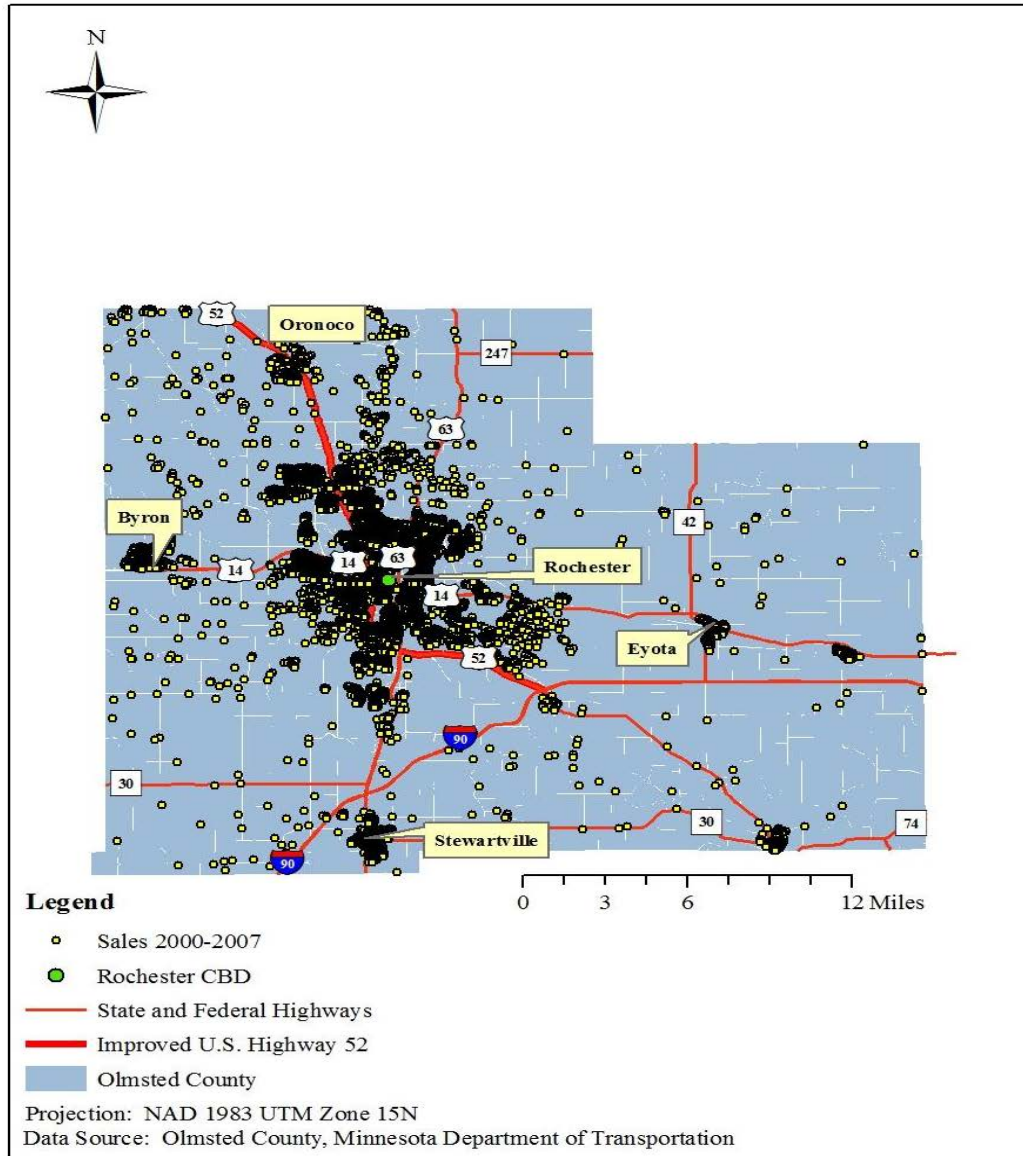 N
52
Oronoco
247
63
Byron
42
14
14
63
Rochester
14
Eyota
52
90
30
30
74
Stewartville
90
Legend
0 3 6 12 Miles
Sales 2000-2007
Rochester CBD
State and Federal Highways
Improved U.S. Highway 52
Olmsted County
Projection: NAD 1983 UTM Zone 15N
Data Source: Olmsted County, Minnesota Department of Transportation